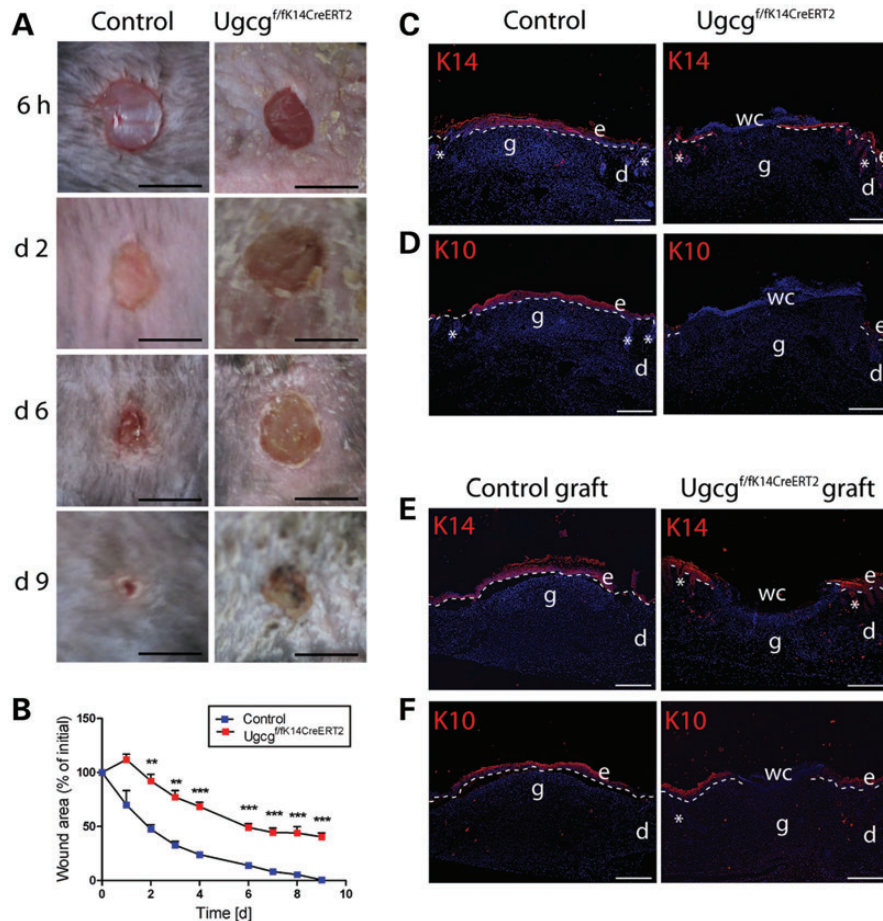 A
Control
Ugcg^f/fK14CreERT2
6 h
d 2
d 6
d 9
B
Wound area (% of initial)
150
100
50
0
0 2 4 6 8 10
Time [d]
Control
Ugcg^f/fK14CreERT2
** ** *** *** *** *** ***
C
Control
Ugcg^f/fK14CreERT2
K14
g
e
d
* *
K14
wc
g
e
d
* *
D
K10
g
e
d
* * *
K10
wc
g
e
d
Control graft
Ugcg^f/fK14CreERT2 graft
E
K14
g
e
d
K14
wc
g
e
d
* *
F
K10
g
e
d
K10
wc
g
e
d
*